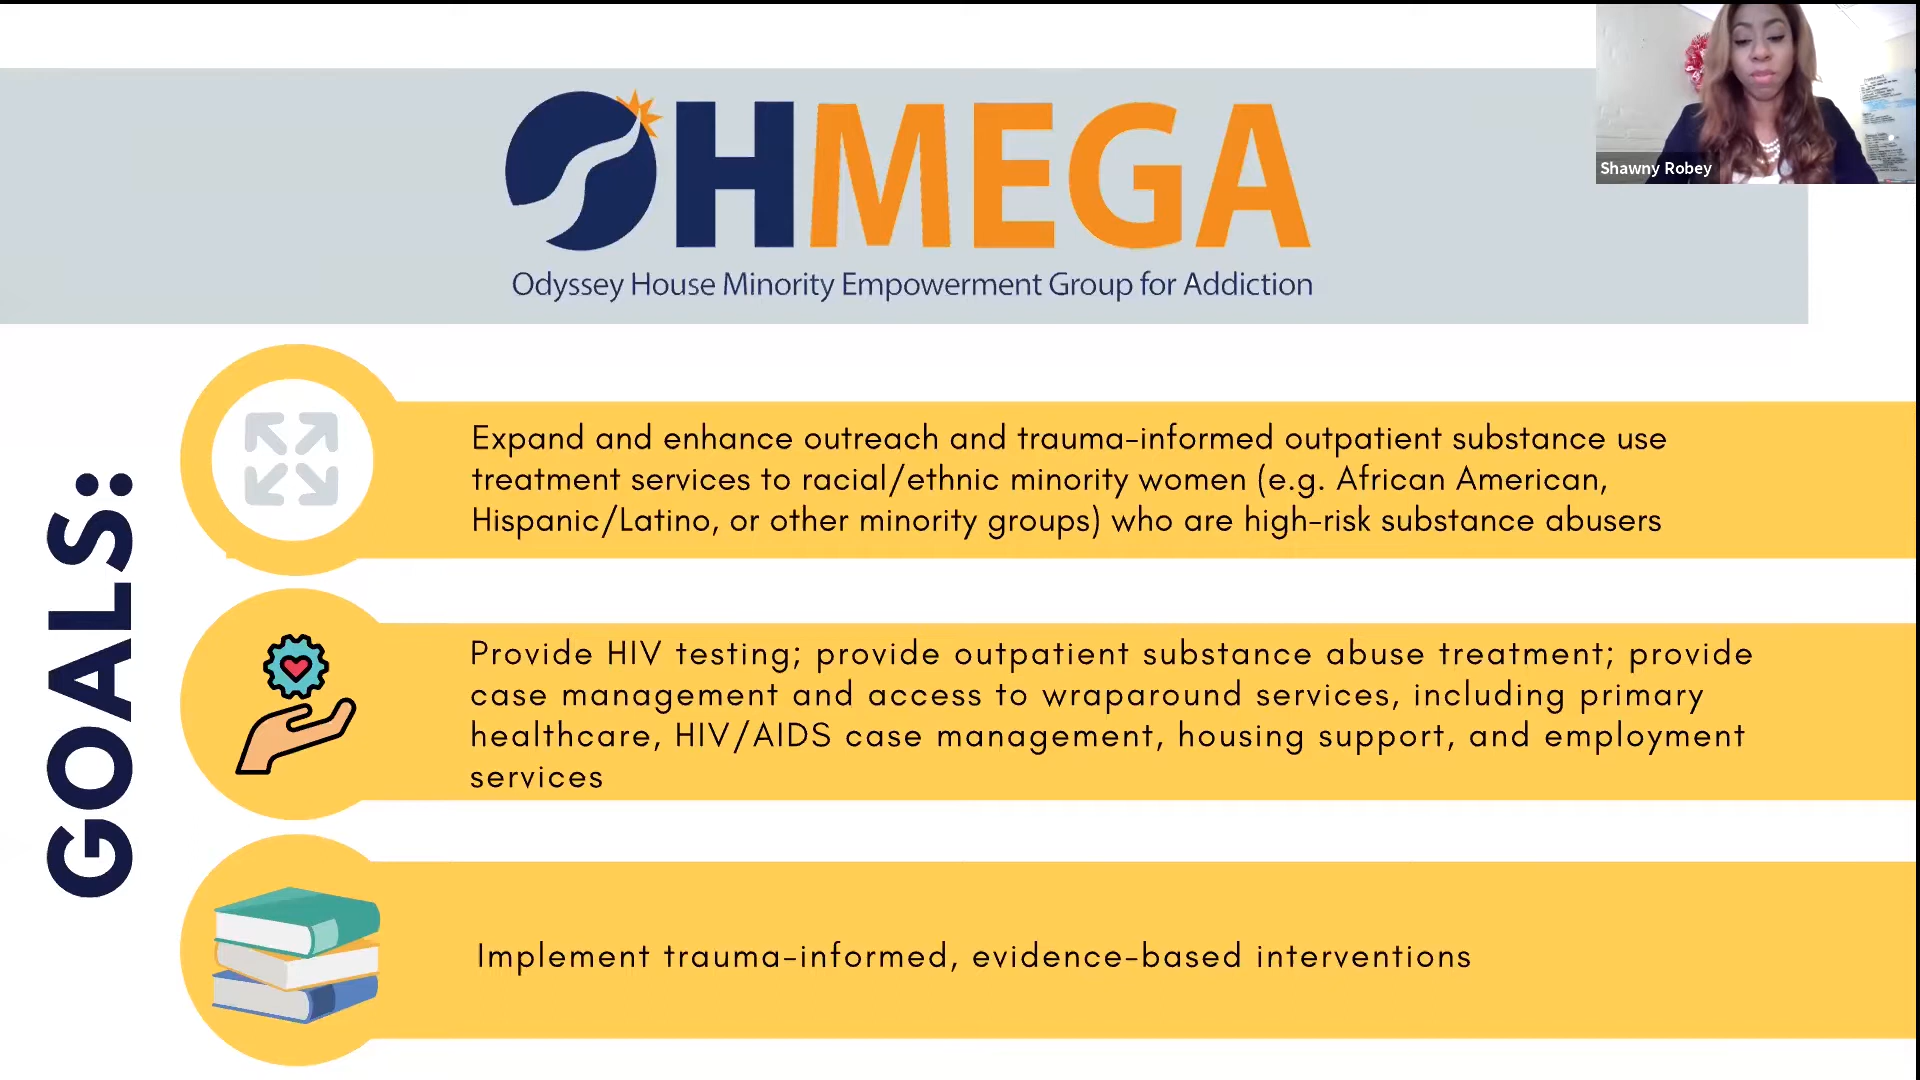 OHMEGA
Odyssey House Minority Empowerment Group for Addiction
Shawny Robey
GOALS:
Expand and enhance outreach and trauma-informed outpatient substance use
treatment services to racial/ethnic minority women (e.g. African American,
Hispanic/Latino, or other minority groups) who are high-risk substance abusers
Provide HIV testing; provide outpatient substance abuse treatment; provide
case management and access to wraparound services, including primary
healthcare, HIV/AIDS case management, housing support, and employment
services
Implement trauma-informed, evidence-based interventions